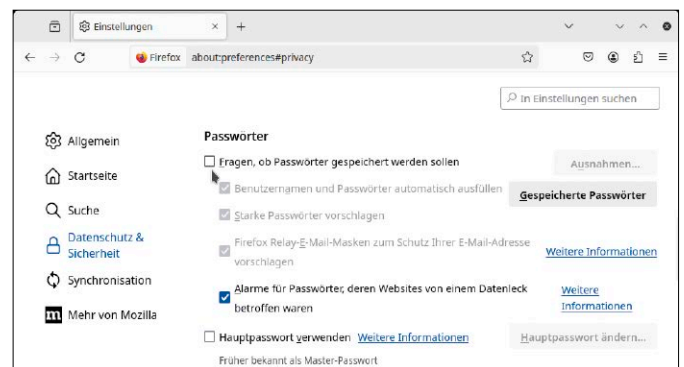 Einstellungen
Firefox about:preferences#privacy
In Einstellungen suchen
Allgemein
Startseite
Suche
Datenschutz &
Sicherheit
Synchronisation
m Mehr von Mozilla
Passwörter
Fragen, ob Passwörter gespeichert werden sollen
Ausnahmen...
Benutzernamen und Passwörter automatisch ausfüllen
Gespeicherte Passwörter
Starke Passwörter vorschlagen
Firefox Relay-E-Mail-Masken zum Schutz Ihrer E-Mail-Adresse
vorschlagen
Weitere Informationen
Alarme für Passwörter, deren Websites von einem Datenleck
betroffen waren
Weitere
Informationen
Hauptpasswort verwenden Weitere Informationen
Hauptpasswort ändern...
Früher bekannt als Master-Passwort